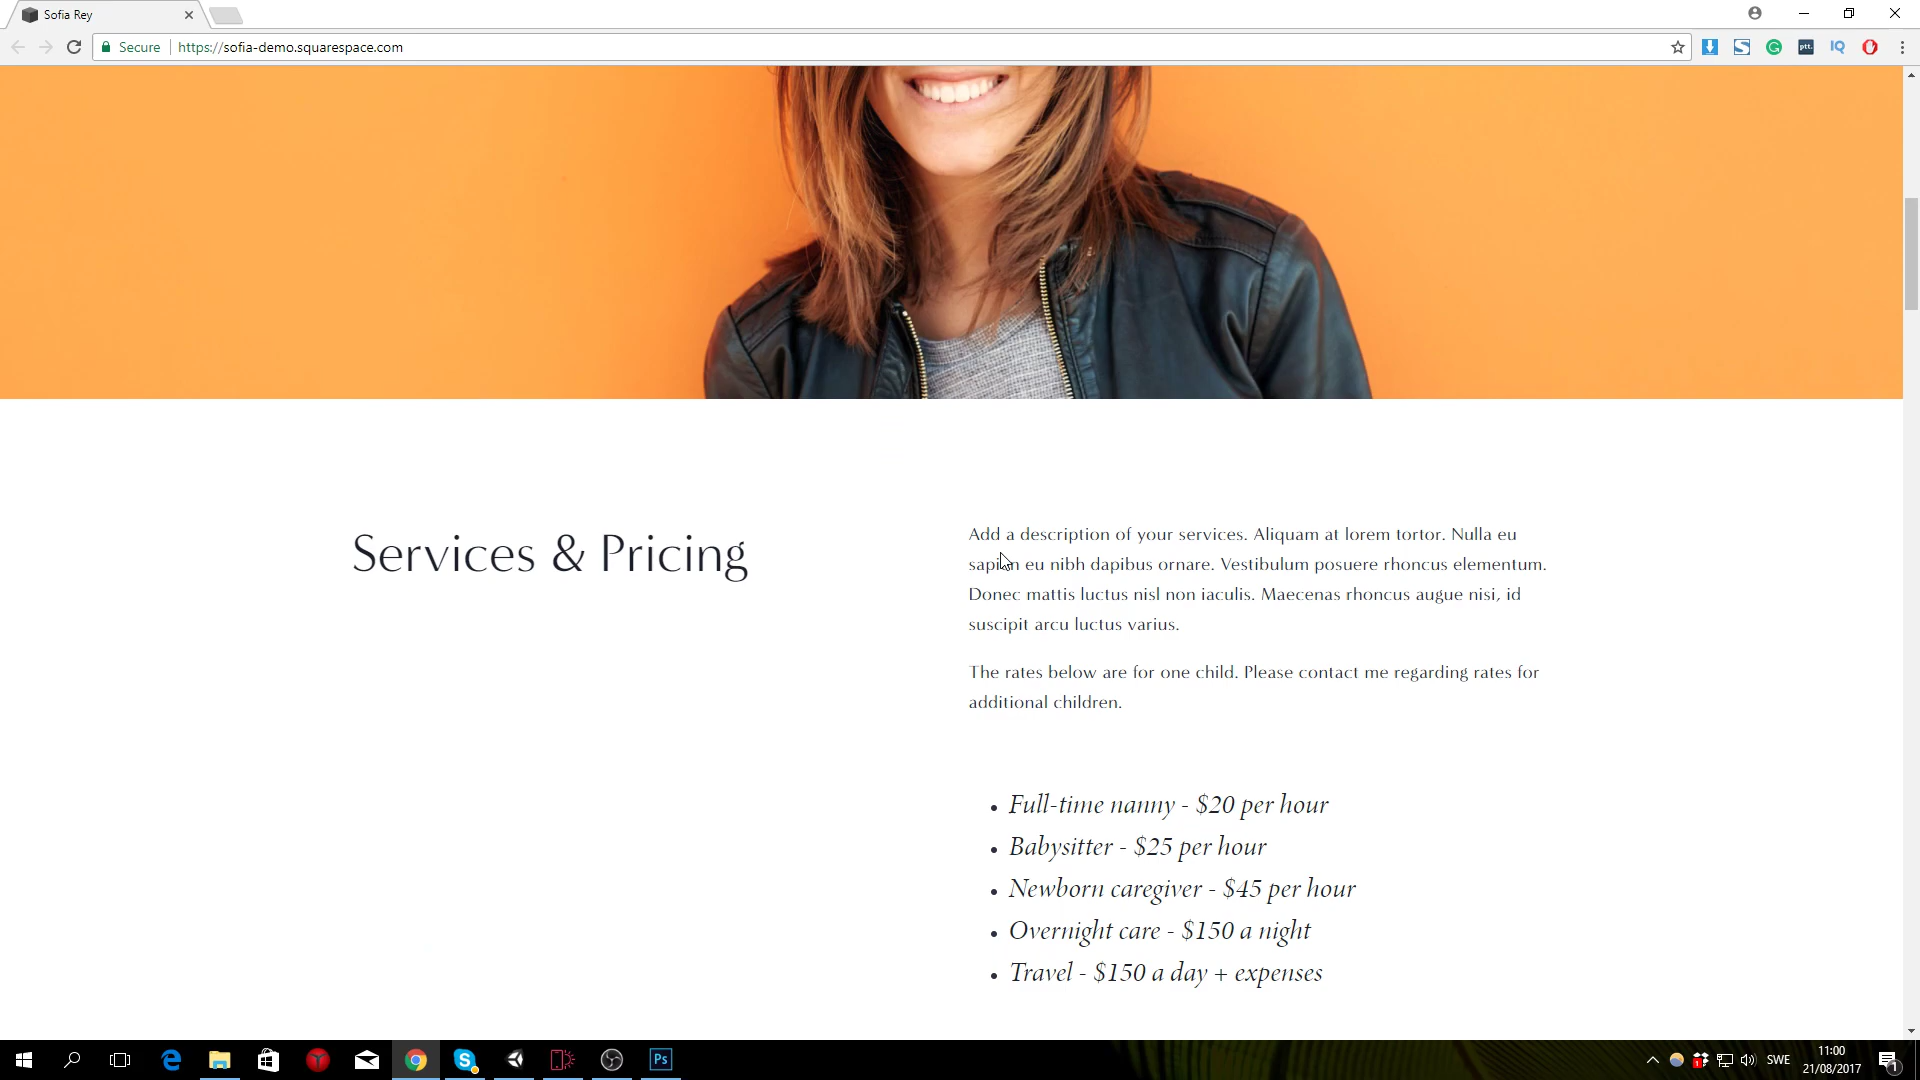 Sofia Rey
Secure
https://sofia-demo.squarespace.com
ptt.
IQ
Services & Pricing
Add a description of your services. Aliquam at lorem tortor. Nulla eu
sapien eu nibh dapibus ornare. Vestibulum posuere rhoncus elementum.
Donec mattis luctus nisl non iaculis. Maecenas rhoncus augue nisi, id
suscipit arcu luctus varius.
The rates below are for one child. Please contact me regarding rates for
additional children.
• Full-time nanny - $20 per hour
• Babysitter - $25 per hour
• Newborn caregiver - $45 per hour
• Overnight care - $150 a night
• Travel - $150 a day + expenses
Ps
SWE
11:00
21/08/2017
1